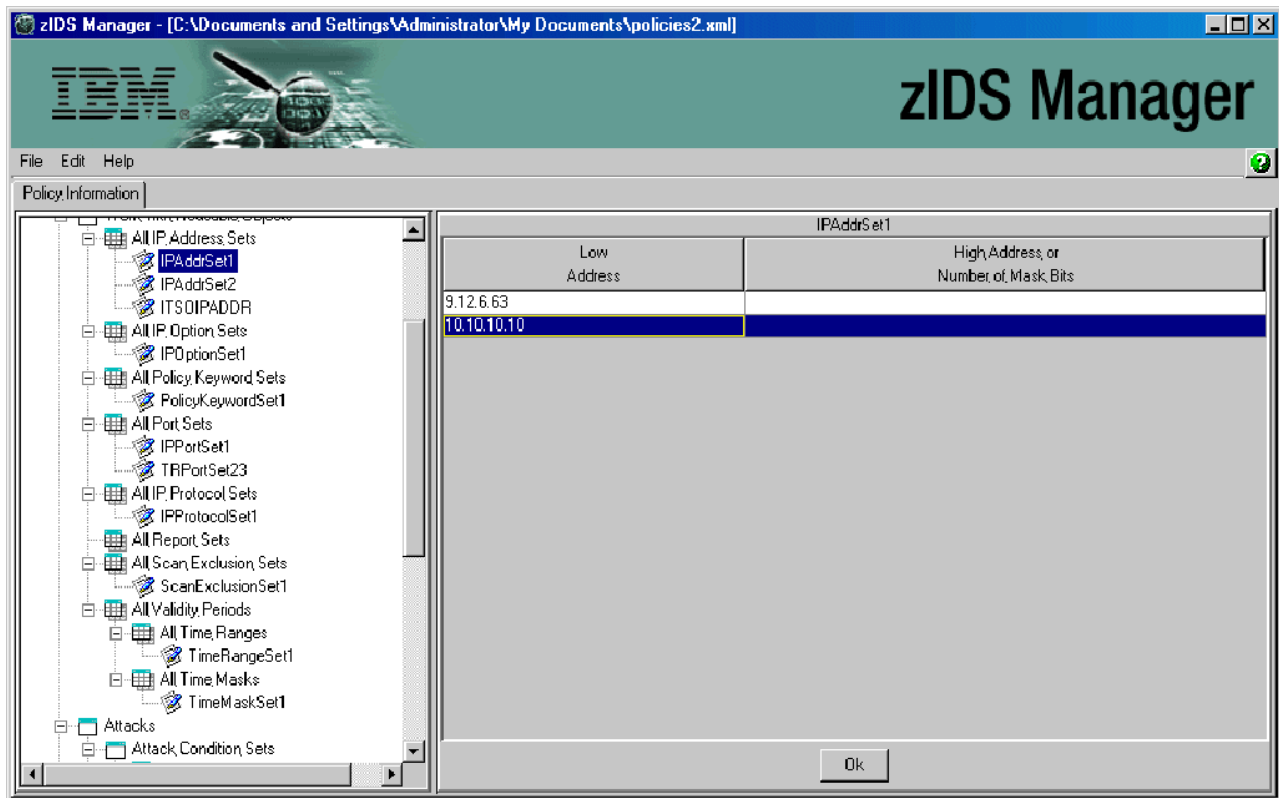 zIDS Manager - [C:\Documents and Settings\Administrator\My Documents\policies2.xml]
IBM®
zIDS Manager
File Edit Help
Policy Information
All IP Address Sets
IPAddrSet1
IPAddrSet2
ITSOIPADDR
All IP Option Sets
IPOptionSet1
All Policy Keyword Sets
PolicyKeywordSet1
All Port Sets
IPPortSet1
TRPortSet23
All IP Protocol Sets
IPProtocolSet1
All Report Sets
All Scan Exclusion Sets
ScanExclusionSet1
All Validity Periods
All Time Ranges
TimeRangeSet1
All Time Masks
TimeMaskSet1
Attacks
Attack Condition Sets
IPAddrSet1
Low
Address
High Address or
Number of Mask Bits
9.12.6.63
10.10.10.10
Ok